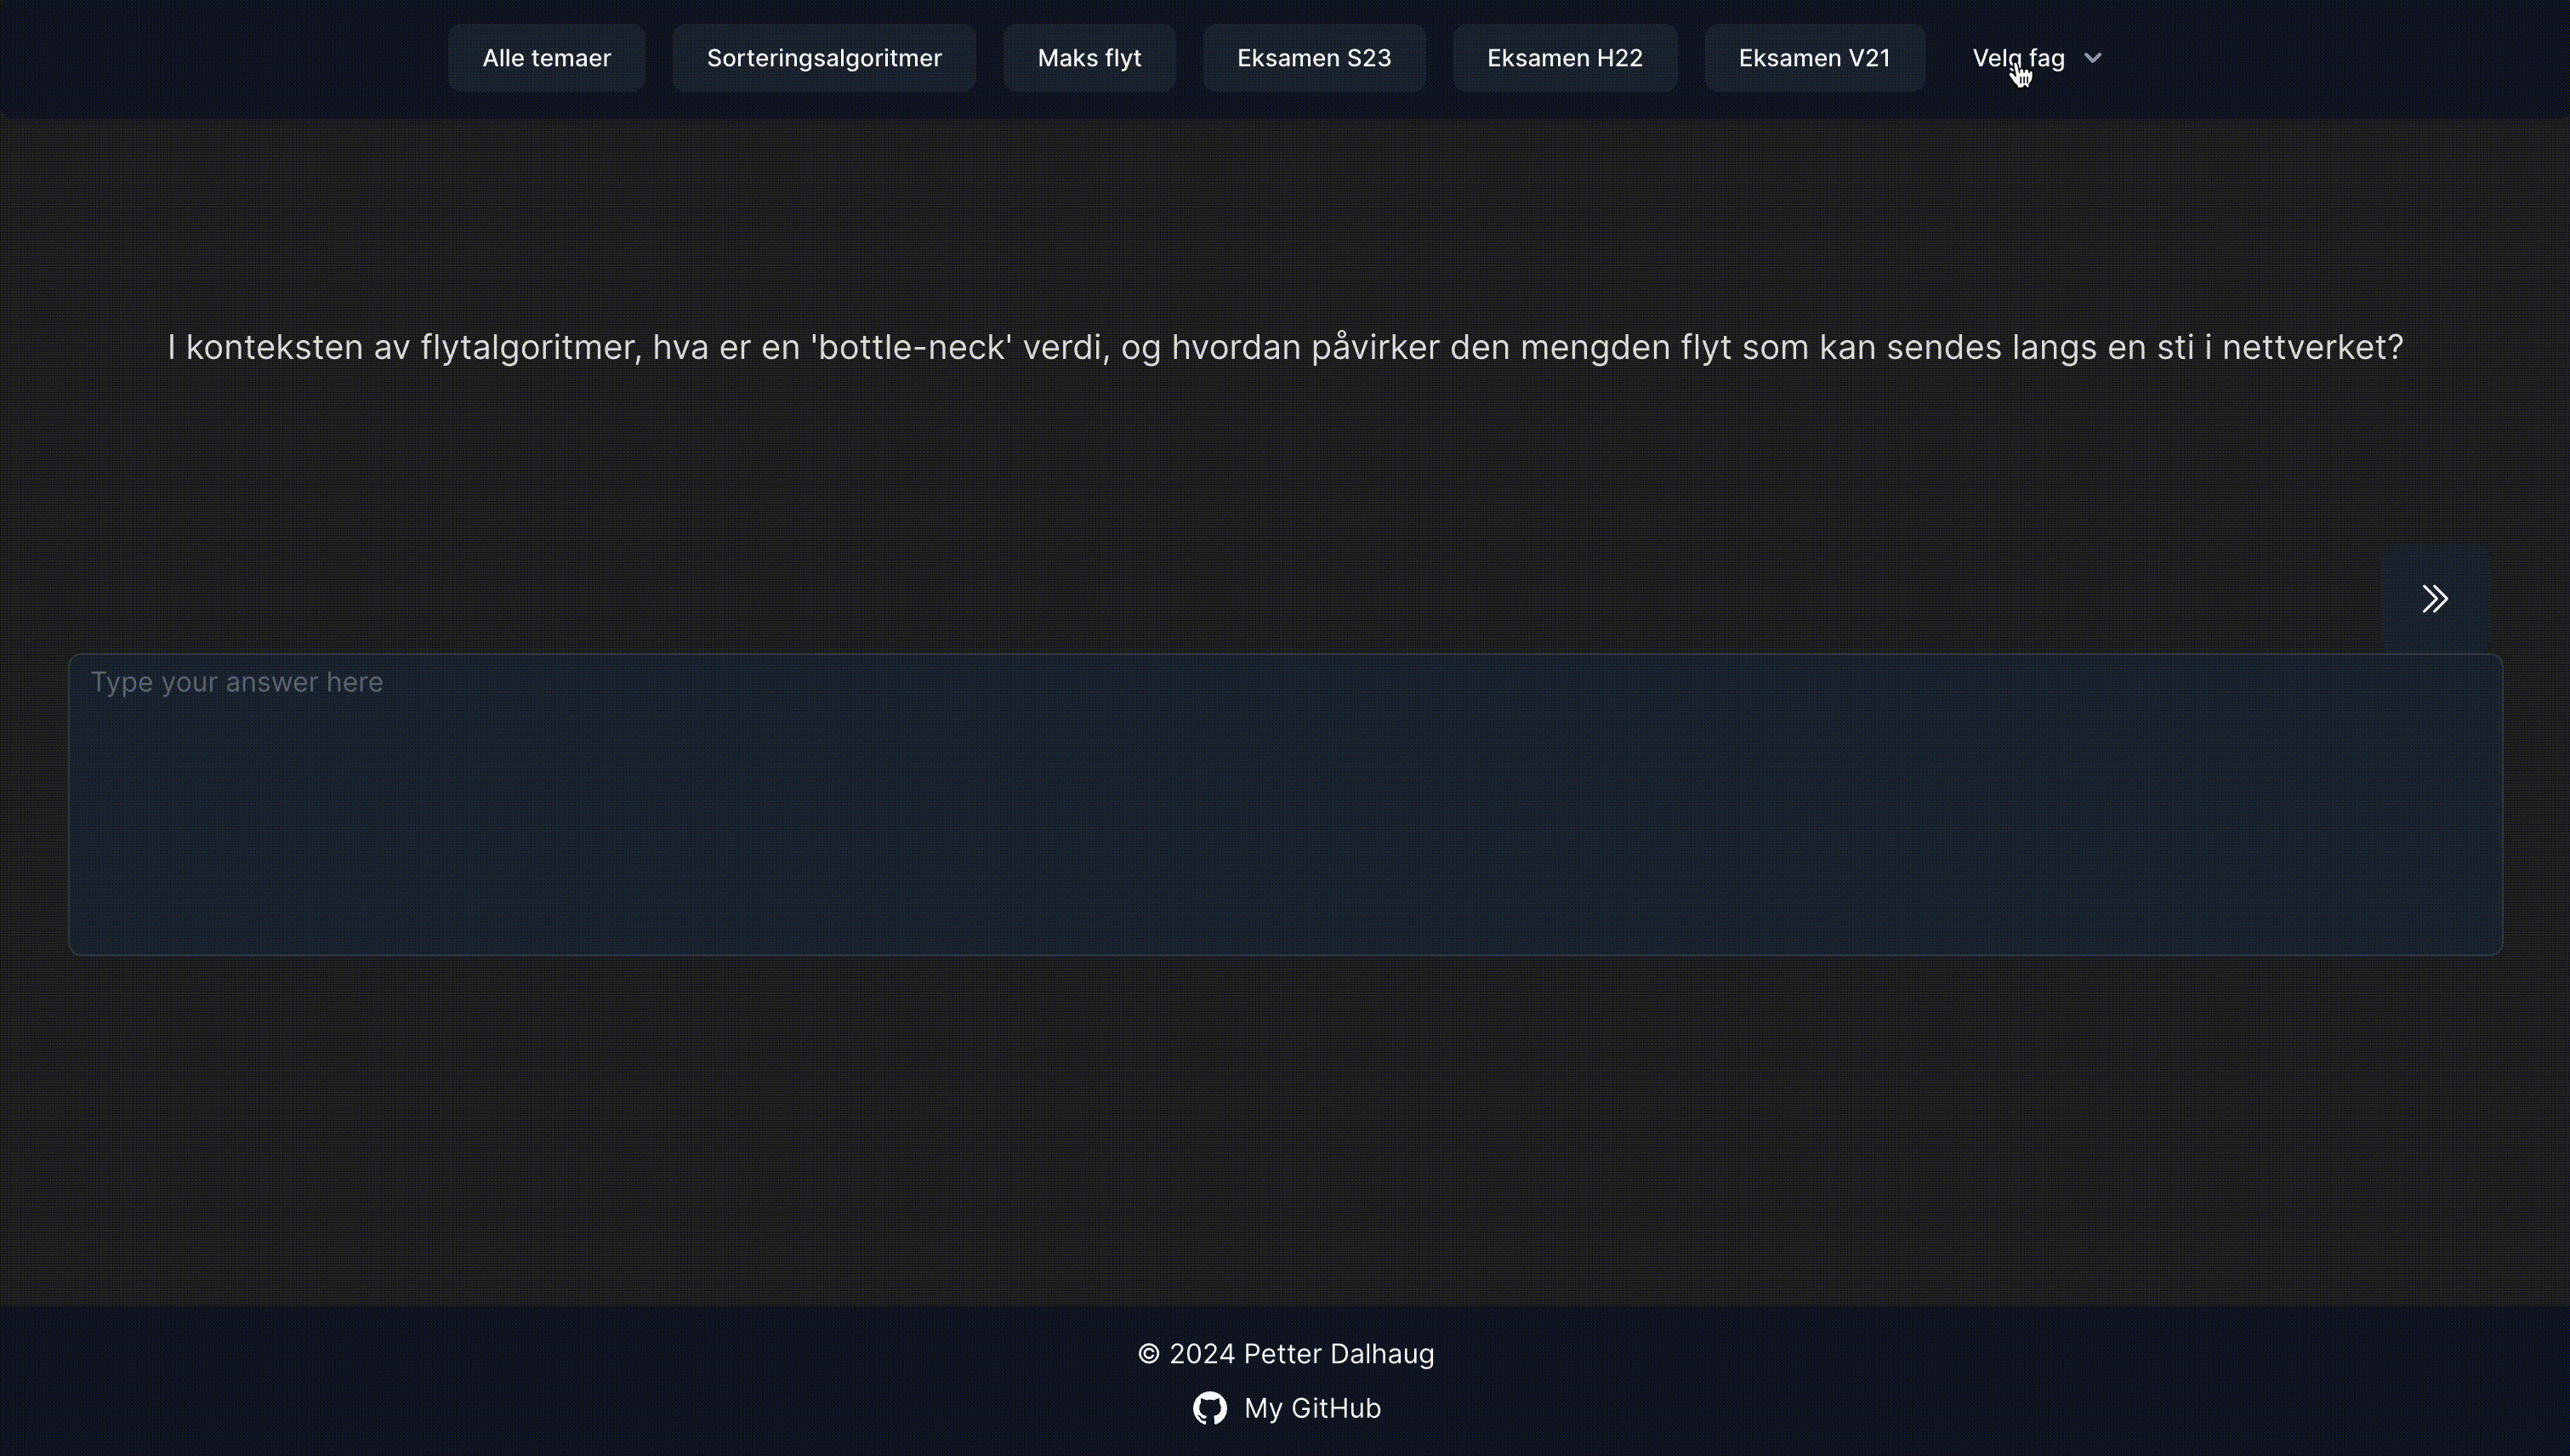 Alle temaer
Sorteringsalgoritmer
Maks flyt
Eksamen S23
Eksamen H22
Eksamen V21
Velg fag
I konteksten av flytalgoritmer, hva er en 'bottle-neck' verdi, og hvordan påvirker den mengden flyt som kan sendes langs en sti i nettverket?
Type your answer here
© 2024 Petter Dalhaug
My GitHub